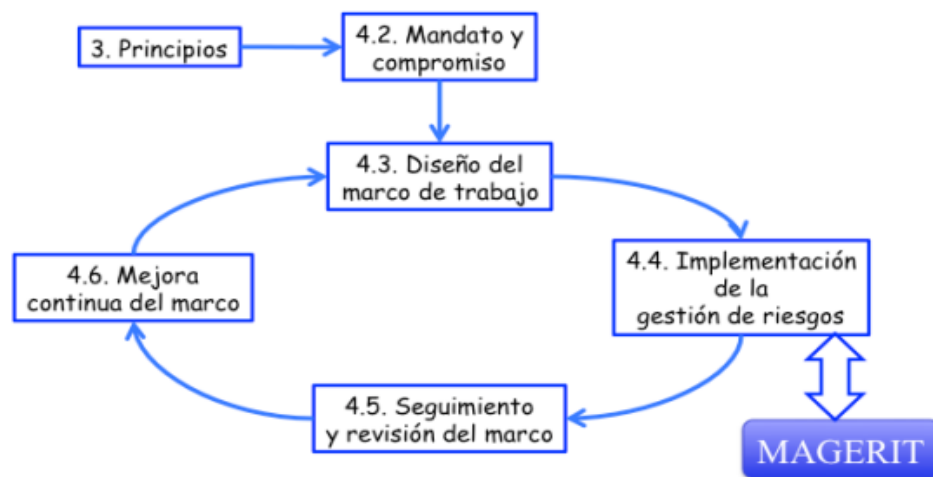 3. Principios
4.2. Mandato y
compromiso
4.3. Diseño del
marco de trabajo
4.4. Implementación
de la
gestión de riesgos
4.6. Mejora
continua del marco
4.5. Seguimiento
y revisión del marco
MAGERIT